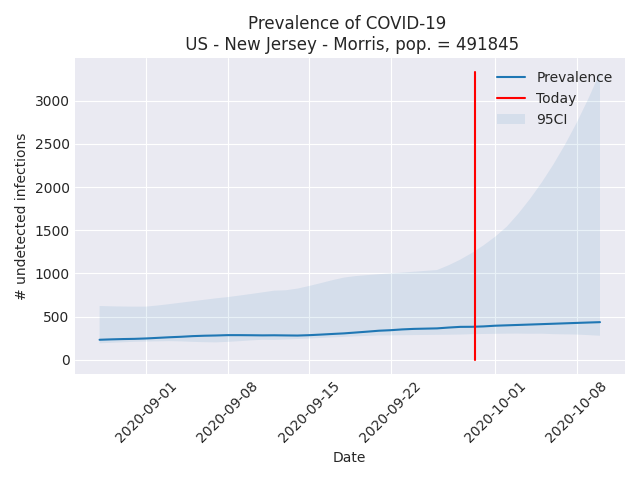 Prevalence of COVID-19
US - New Jersey - Morris, pop. = 491845
# undetected infections
3000
2500
2000
1500
1000
500
0
Prevalence
Today
95CI
2020-09-01
2020-09-08
2020-09-15
2020-09-22
2020-10-01
2020-10-08
Date